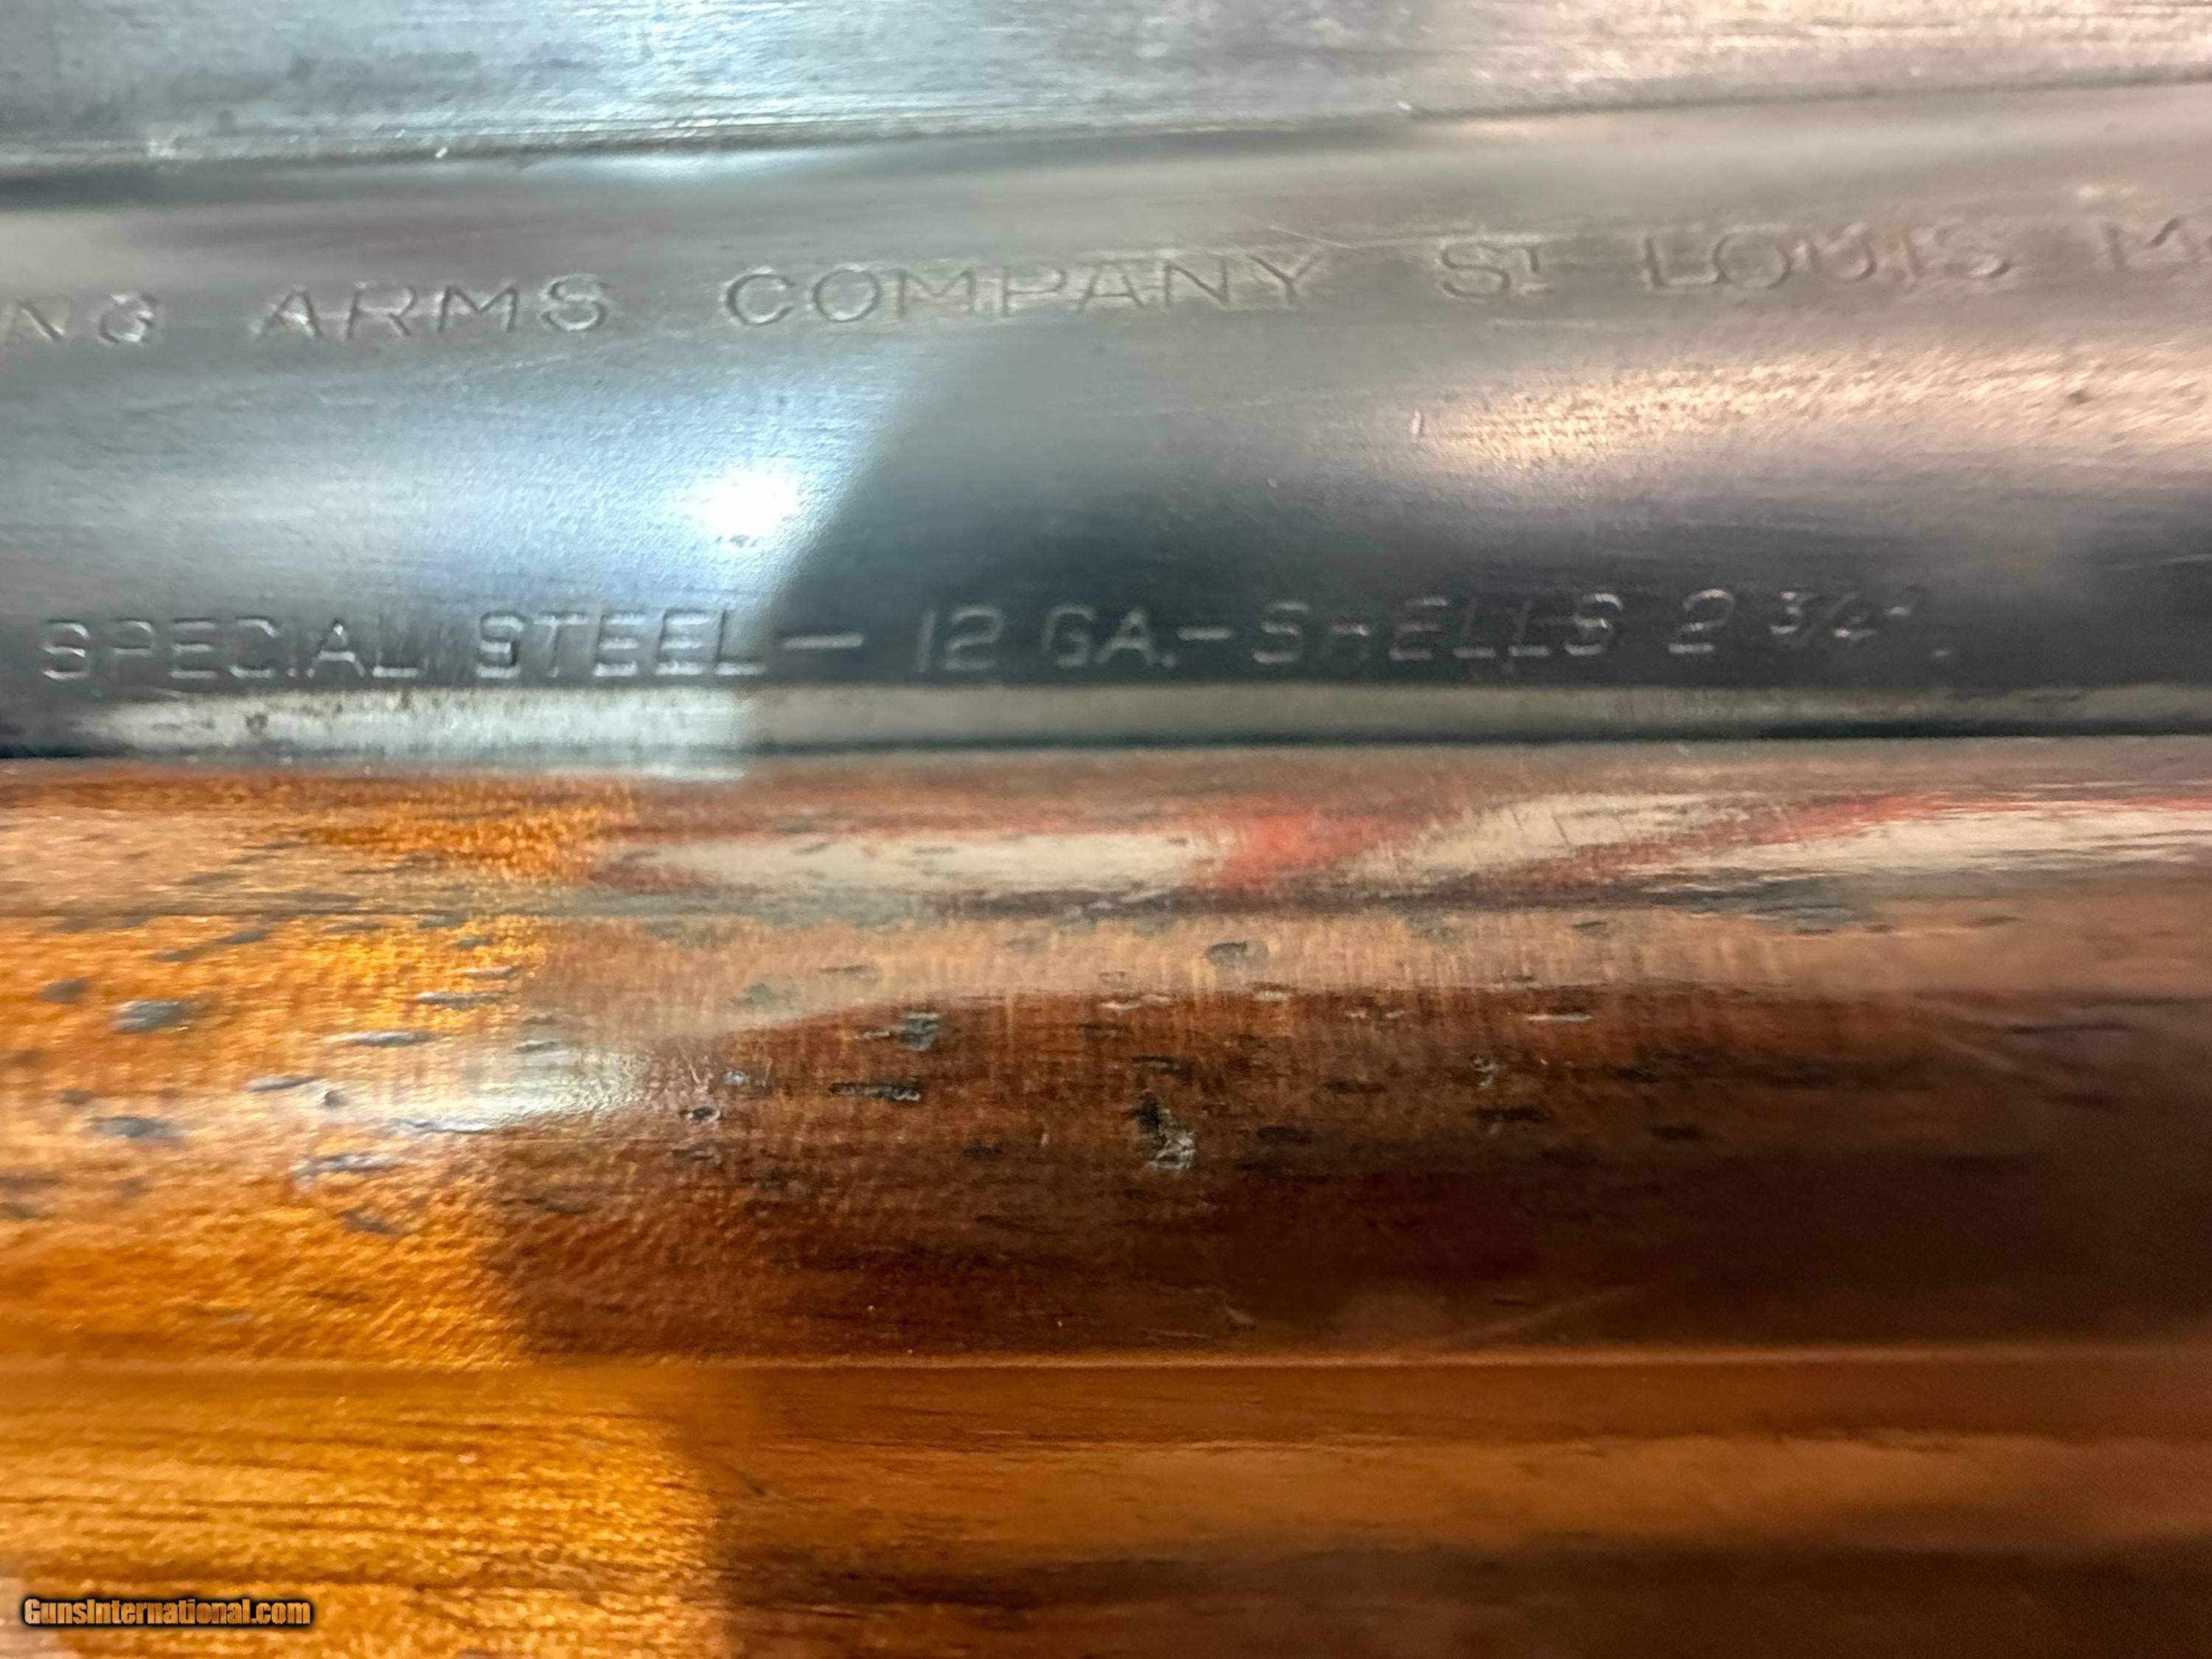 NG ARMS COMPANY ST LOUIS M
SPECIAL STEEL — 12 GA.— SHELLS 2 3/4"
GunsInternational.com